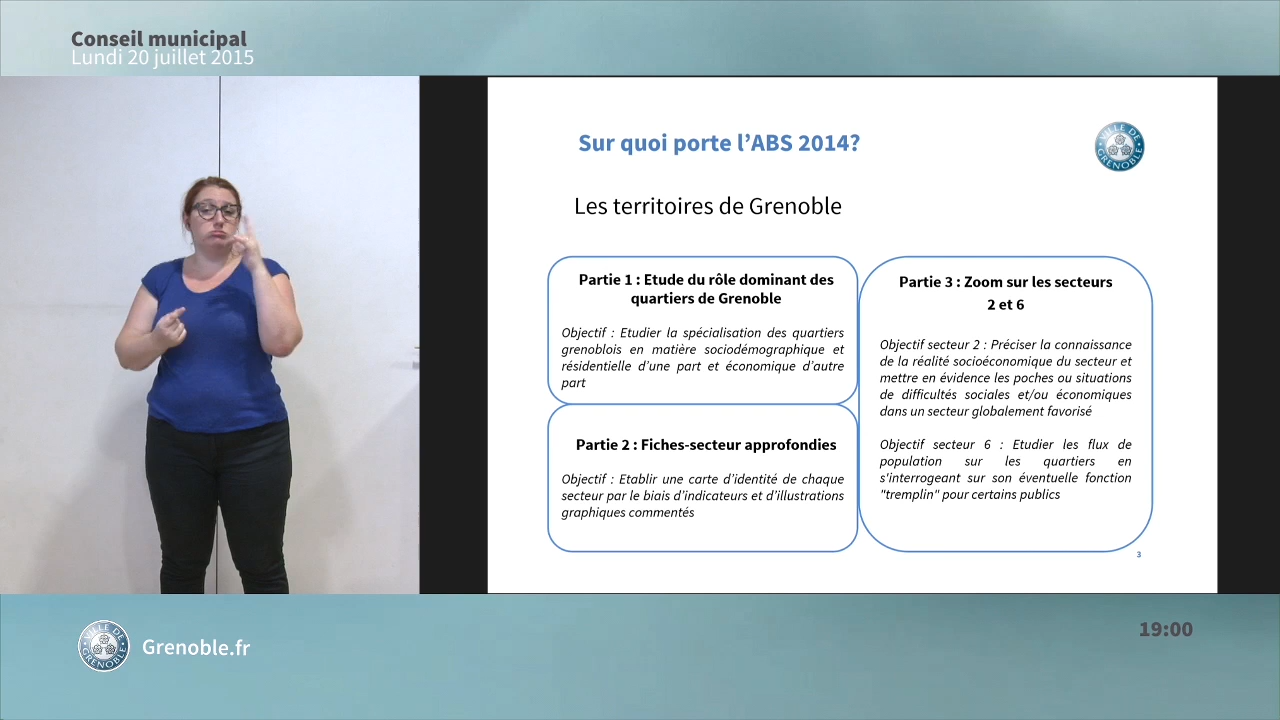 Conseil municipal
Lundi 20 juillet 2015
Sur quoi porte l’ABS 2014?
VILLE DE
GRENOBLE
Les territoires de Grenoble
Partie 1 : Etude du rôle dominant des
quartiers de Grenoble
Objectif : Etudier la spécialisation des quartiers
grenoblois en matière sociodémographique et
résidentielle d’une part et économique d’autre
part
Partie 2 : Fiches-secteur approfondies
Objectif : Etablir une carte d’identité de chaque
secteur par le biais d’indicateurs et d’illustrations
graphiques commentés
Partie 3 : Zoom sur les secteurs
2 et 6
Objectif secteur 2 : Préciser la connaissance
de la réalité socioéconomique du secteur et
mettre en évidence les poches ou situations
de difficultés sociales et/ou économiques
dans un secteur globalement favorisé
Objectif secteur 6 : Etudier les flux de
population sur les quartiers en
s'interrogeant sur son éventuelle fonction
"tremplin" pour certains publics
3
VILLE DE
GRENOBLE
Grenoble.fr
19:00